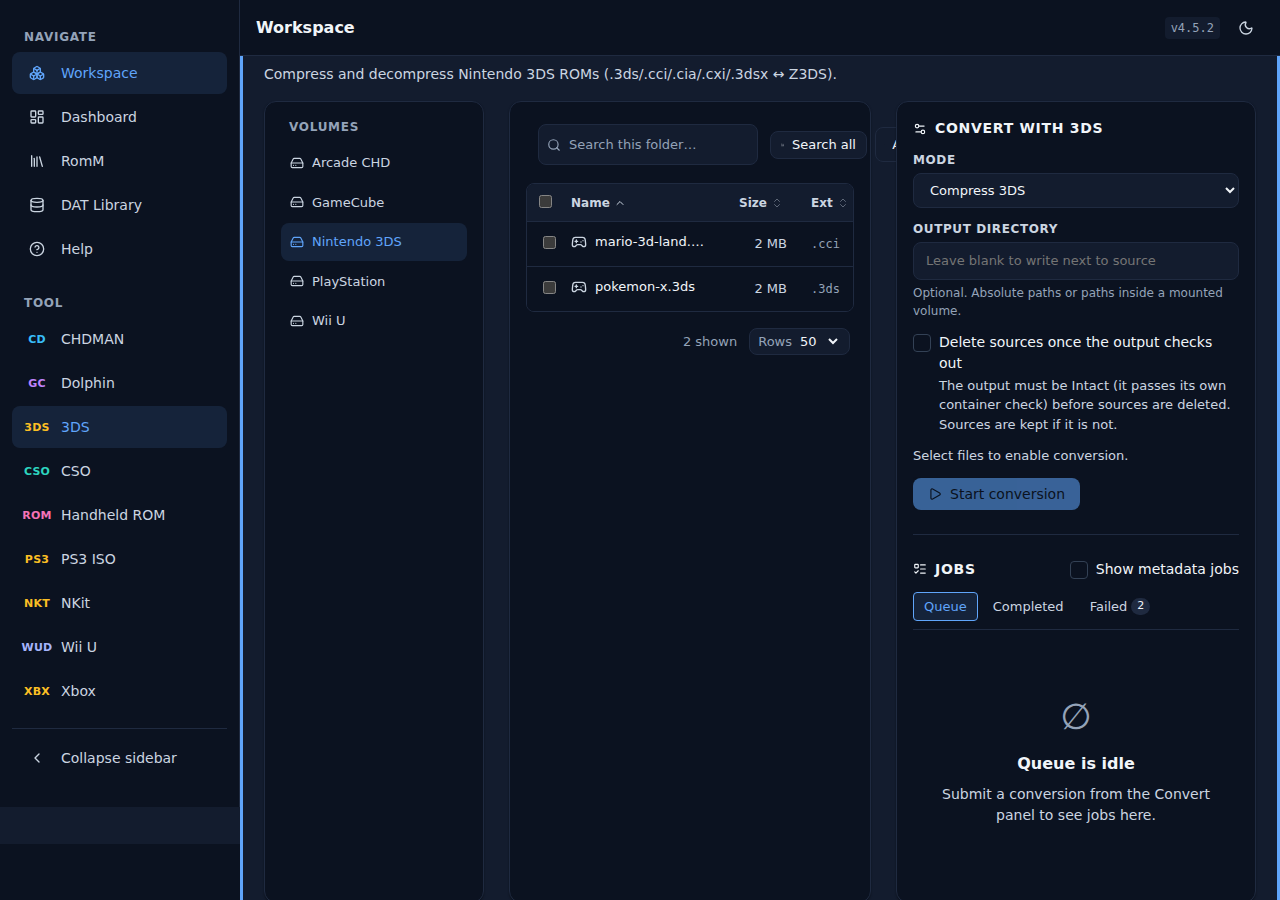 NAVIGATE
Workspace
Dashboard
RomM
DAT Library
Help
TOOL
CD CHDMAN
GC Dolphin
3DS 3DS
CSO CSO
ROM Handheld ROM
PS3 PS3 ISO
NKT NKit
WUD Wii U
XBX Xbox
Collapse sidebar
Workspace
v4.5.2
Compress and decompress Nintendo 3DS ROMs (.3ds/.cci/.cia/.cxi/.3dsx ↔ Z3DS).
VOLUMES
Arcade CHD
GameCube
Nintendo 3DS
PlayStation
Wii U
Search this folder…
Search all
Name Size Ext
mario-3d-land.… 2 MB .cci
pokemon-x.3ds 2 MB .3ds
2 shown Rows 50
CONVERT WITH 3DS
MODE
Compress 3DS
OUTPUT DIRECTORY
Leave blank to write next to source
Optional. Absolute paths or paths inside a mounted
volume.
Delete sources once the output checks
out
The output must be Intact (it passes its own
container check) before sources are deleted.
Sources are kept if it is not.
Select files to enable conversion.
Start conversion
JOBS
Show metadata jobs
Queue Completed Failed 2
Queue is idle
Submit a conversion from the Convert
panel to see jobs here.